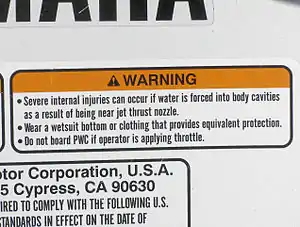 WARNING
• Severe internal injuries can occur if water is forced into body cavities
as a result of being near jet thrust nozzle.
• Wear a wetsuit bottom or clothing that provides equivalent protection.
• Do not board PWC if operator is applying throttle.
otor Corporation, U.S.A.
5 Cypress, CA 90630
IRED TO COMPLY WITH THE FOLLOWING U.S.
STANDARDS IN EFFECT ON THE DATE OF